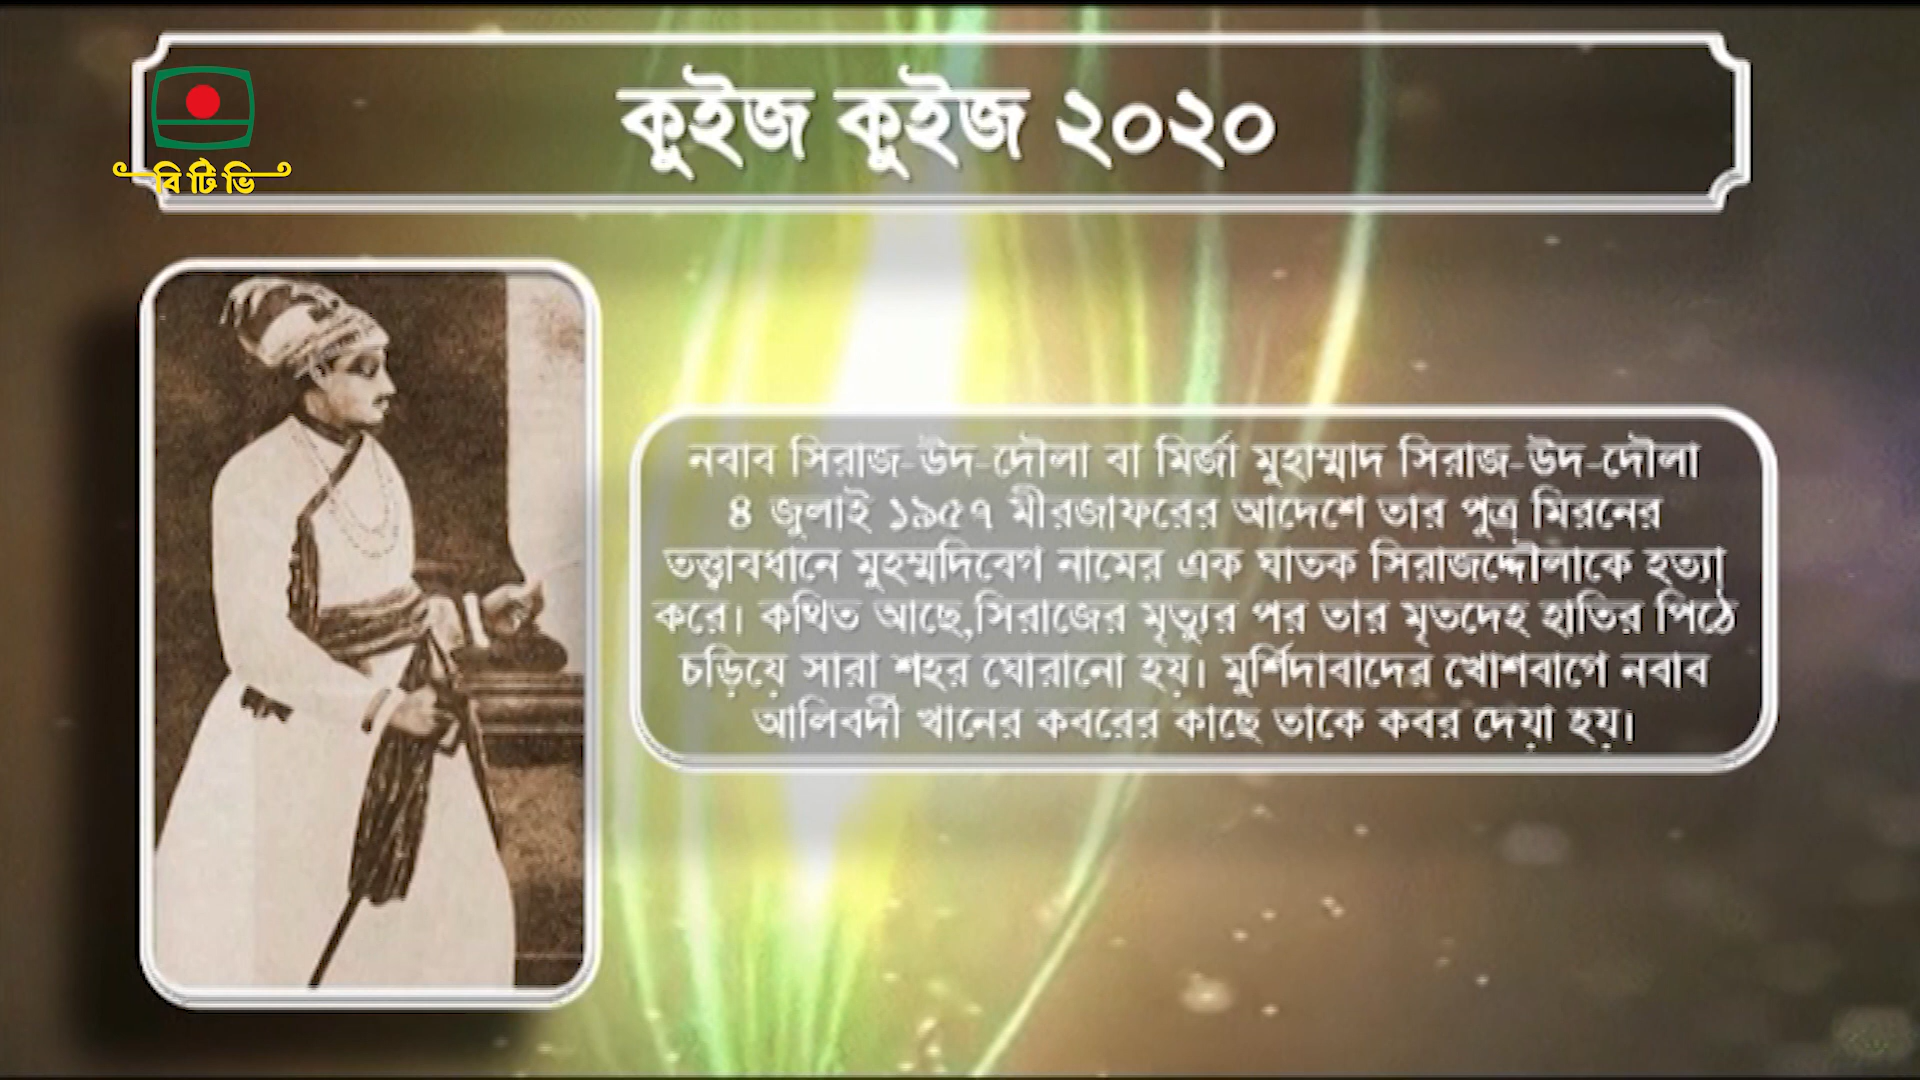 কুইজ কুইজ ২০২০
বিটিভি
নবাব সিরাজ-উদ-দৌলা বা মির্জা মুহাম্মাদ সিরাজ-উদ-দৌলা
৪ জুলাই ১৯৫৭ মীরজাফরের আদেশে তার পুত্র মিরনের
তত্ত্বাবধানে মুহম্মদিবেগ নামের এক ঘাতক সিরাজদ্দৌলাকে হত্যা
করে। কথিত আছে,সিরাজের মৃত্যুর পর তার মৃতদেহ হাতির পিঠে
চড়িয়ে সারা শহর ঘোরানো হয়। মুর্শিদাবাদের খোশবাগে নবাব
আলিবর্দী খানের কবরের কাছে তাকে কবর দেয়া হয়।